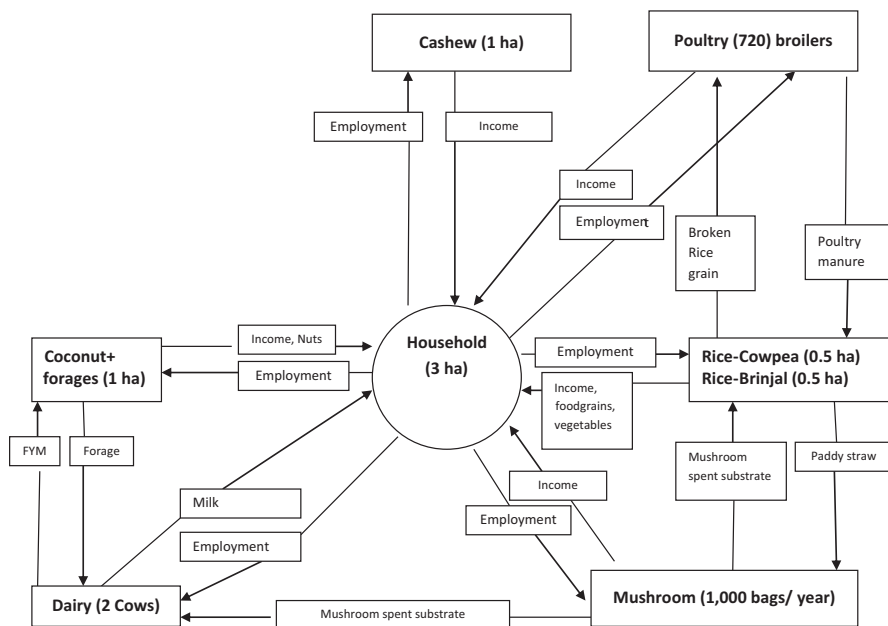 Cashew (1 ha)
Poultry (720) broilers
Employment
Income
Income
Employment
Broken
Rice
grain
Poultry
manure
Household
(3 ha)
Coconut+
forages (1 ha)
Income, Nuts
Employment
Employment
Income,
foodgrains,
vegetables
Rice-Cowpea (0.5 ha)
Rice-Brinjal (0.5 ha)
FYM
Forage
Milk
Employment
Income
Employment
Mushroom
spent substrate
Paddy straw
Dairy (2 Cows)
Mushroom spent substrate
Mushroom (1,000 bags/ year)